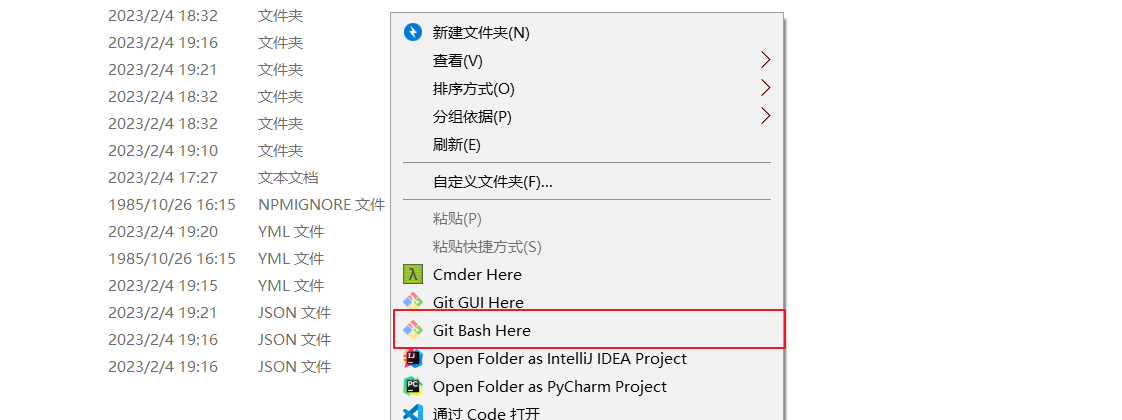 2023/2/4 18:32 文件夹
2023/2/4 19:16 文件夹
2023/2/4 19:21 文件夹
2023/2/4 18:32 文件夹
2023/2/4 18:32 文件夹
2023/2/4 19:10 文件夹
2023/2/4 17:27 文本文档
1985/10/26 16:15 NPMIGNORE 文件
2023/2/4 19:20 YML 文件
1985/10/26 16:15 YML 文件
2023/2/4 19:15 YML 文件
2023/2/4 19:21 JSON 文件
2023/2/4 19:16 JSON 文件
2023/2/4 19:16 JSON 文件
新建文件夹(N)
查看(V)
排序方式(O)
分组依据(P)
刷新(E)
自定义文件夹(F)...
粘贴(P)
粘贴快捷方式(S)
Cmder Here
Git GUI Here
Git Bash Here
Open Folder as IntelliJ IDEA Project
Open Folder as PyCharm Project
通过 Code 打开